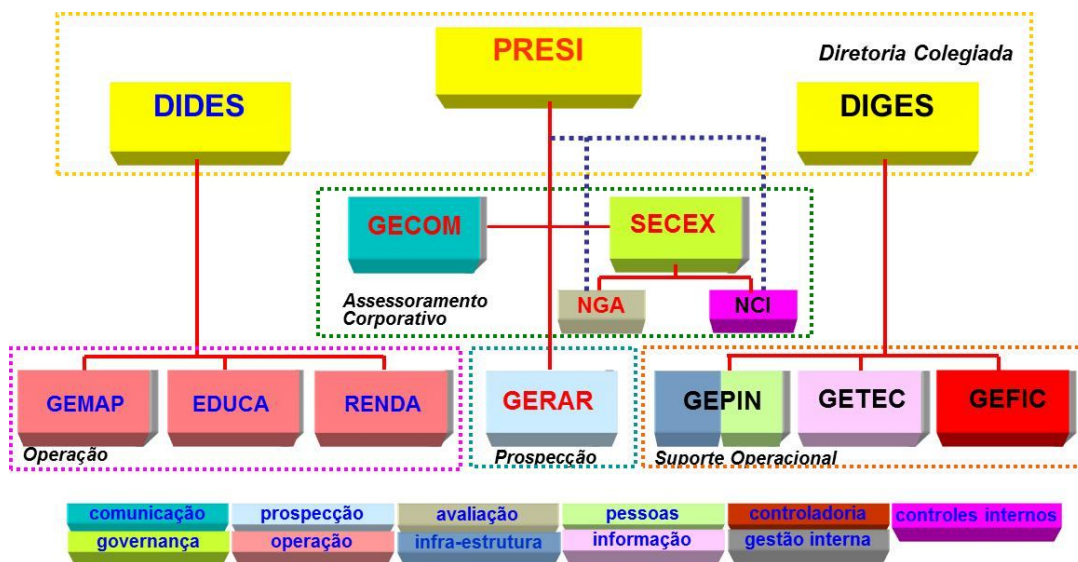 PRESI
Diretoria Colegiada
DIDES
DIGES
GECOM
SECEX
NGA
NCI
Assessoramento
Corporativo
GEMAP
EDUCA
RENDA
GERAR
GEPIN
GETEC
GEFIC
Operação
Prospecção
Suporte Operacional
comunicação
prospecção
avaliação
pessoas
controladoria
controles internos
governança
operação
infra-estrutura
informação
gestão interna